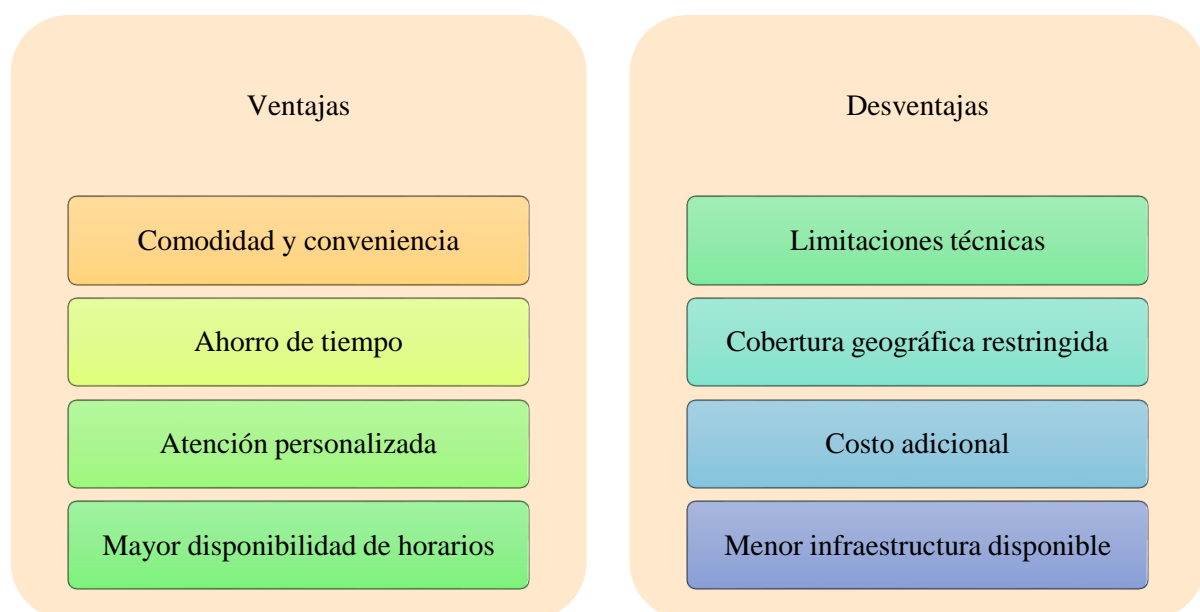 Ventajas
Comodidad y conveniencia
Ahorro de tiempo
Atención personalizada
Mayor disponibilidad de horarios
Desventajas
Limitaciones técnicas
Cobertura geográfica restringida
Costo adicional
Menor infraestructura disponible